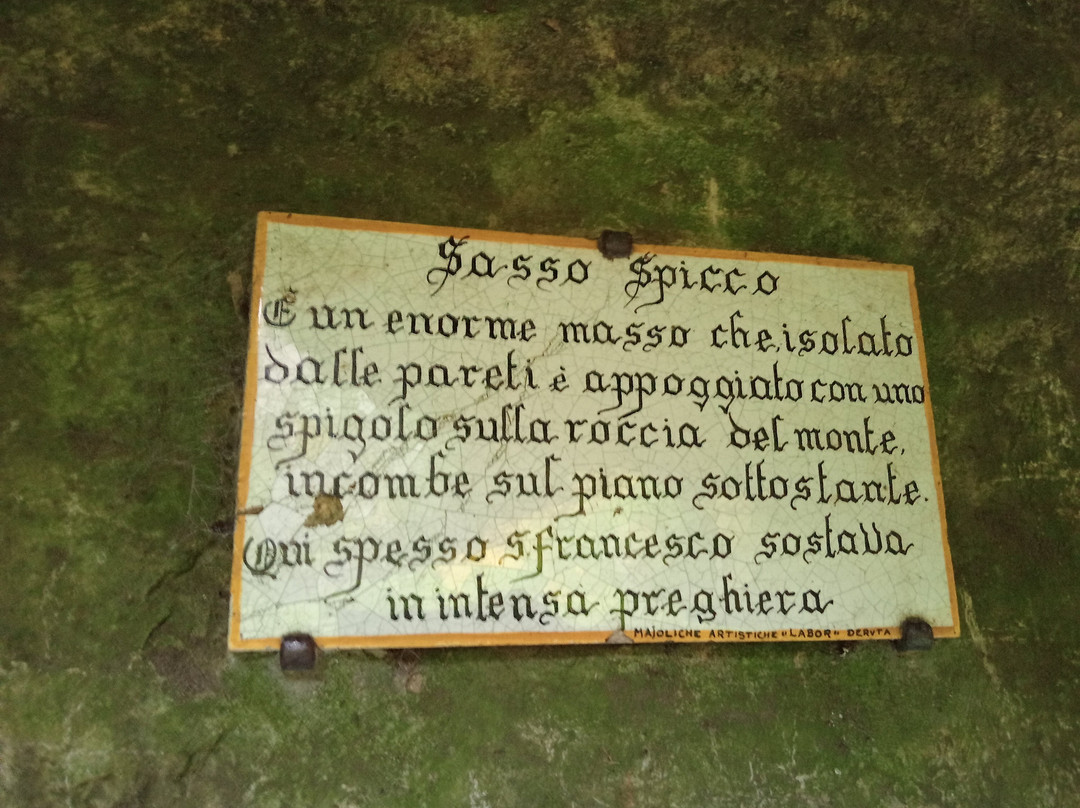 Sasso Spicco
È un enorme masso che, isolato
dalle pareti è appoggiato con uno
spigolo sulla roccia del monte,
incombe sul piano sottostante.
Qui spesso s francesco sostava
in intensa preghiera
MAJOLICHE ARTISTICHE "LABOR" DERUTA